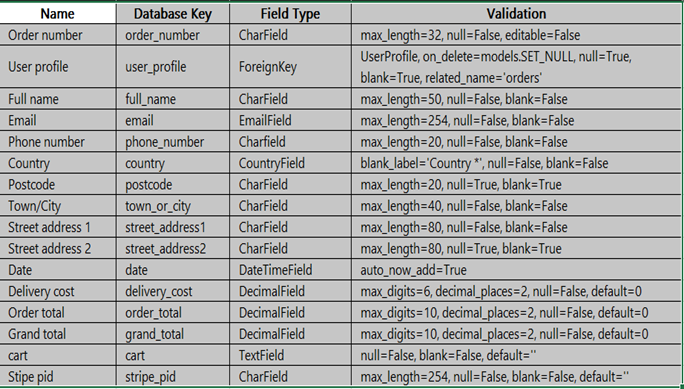 Name Database Key Field Type Validation
Order number order_number CharField max_length=32, null=False, editable=False
User profile user_profile ForeignKey UserProfile, on_delete=models.SET_NULL, null=True,
blank=True, related_name='orders'
Full name full_name CharField max_length=50, null=False, blank=False
Email email EmailField max_length=254, null=False, blank=False
Phone number phone_number Charfield max_length=20, null=False, blank=False
Country country CountryField blank_label='Country *', null=False, blank=False
Postcode postcode CharField max_length=20, null=True, blank=True
Town/City town_or_city CharField max_length=40, null=False, blank=False
Street address 1 street_address1 CharField max_length=80, null=False, blank=False
Street address 2 street_address2 CharField max_length=80, null=True, blank=True
Date date DateTimeField auto_now_add=True
Delivery cost delivery_cost DecimalField max_digits=6, decimal_places=2, null=False, default=0
Order total order_total DecimalField max_digits=10, decimal_places=2, null=False, default=0
Grand total grand_total DecimalField max_digits=10, decimal_places=2, null=False, default=0
cart cart TextField null=False, blank=False, default=''
Stipe pid stripe_pid CharField max_length=254, null=False, blank=False, default=''